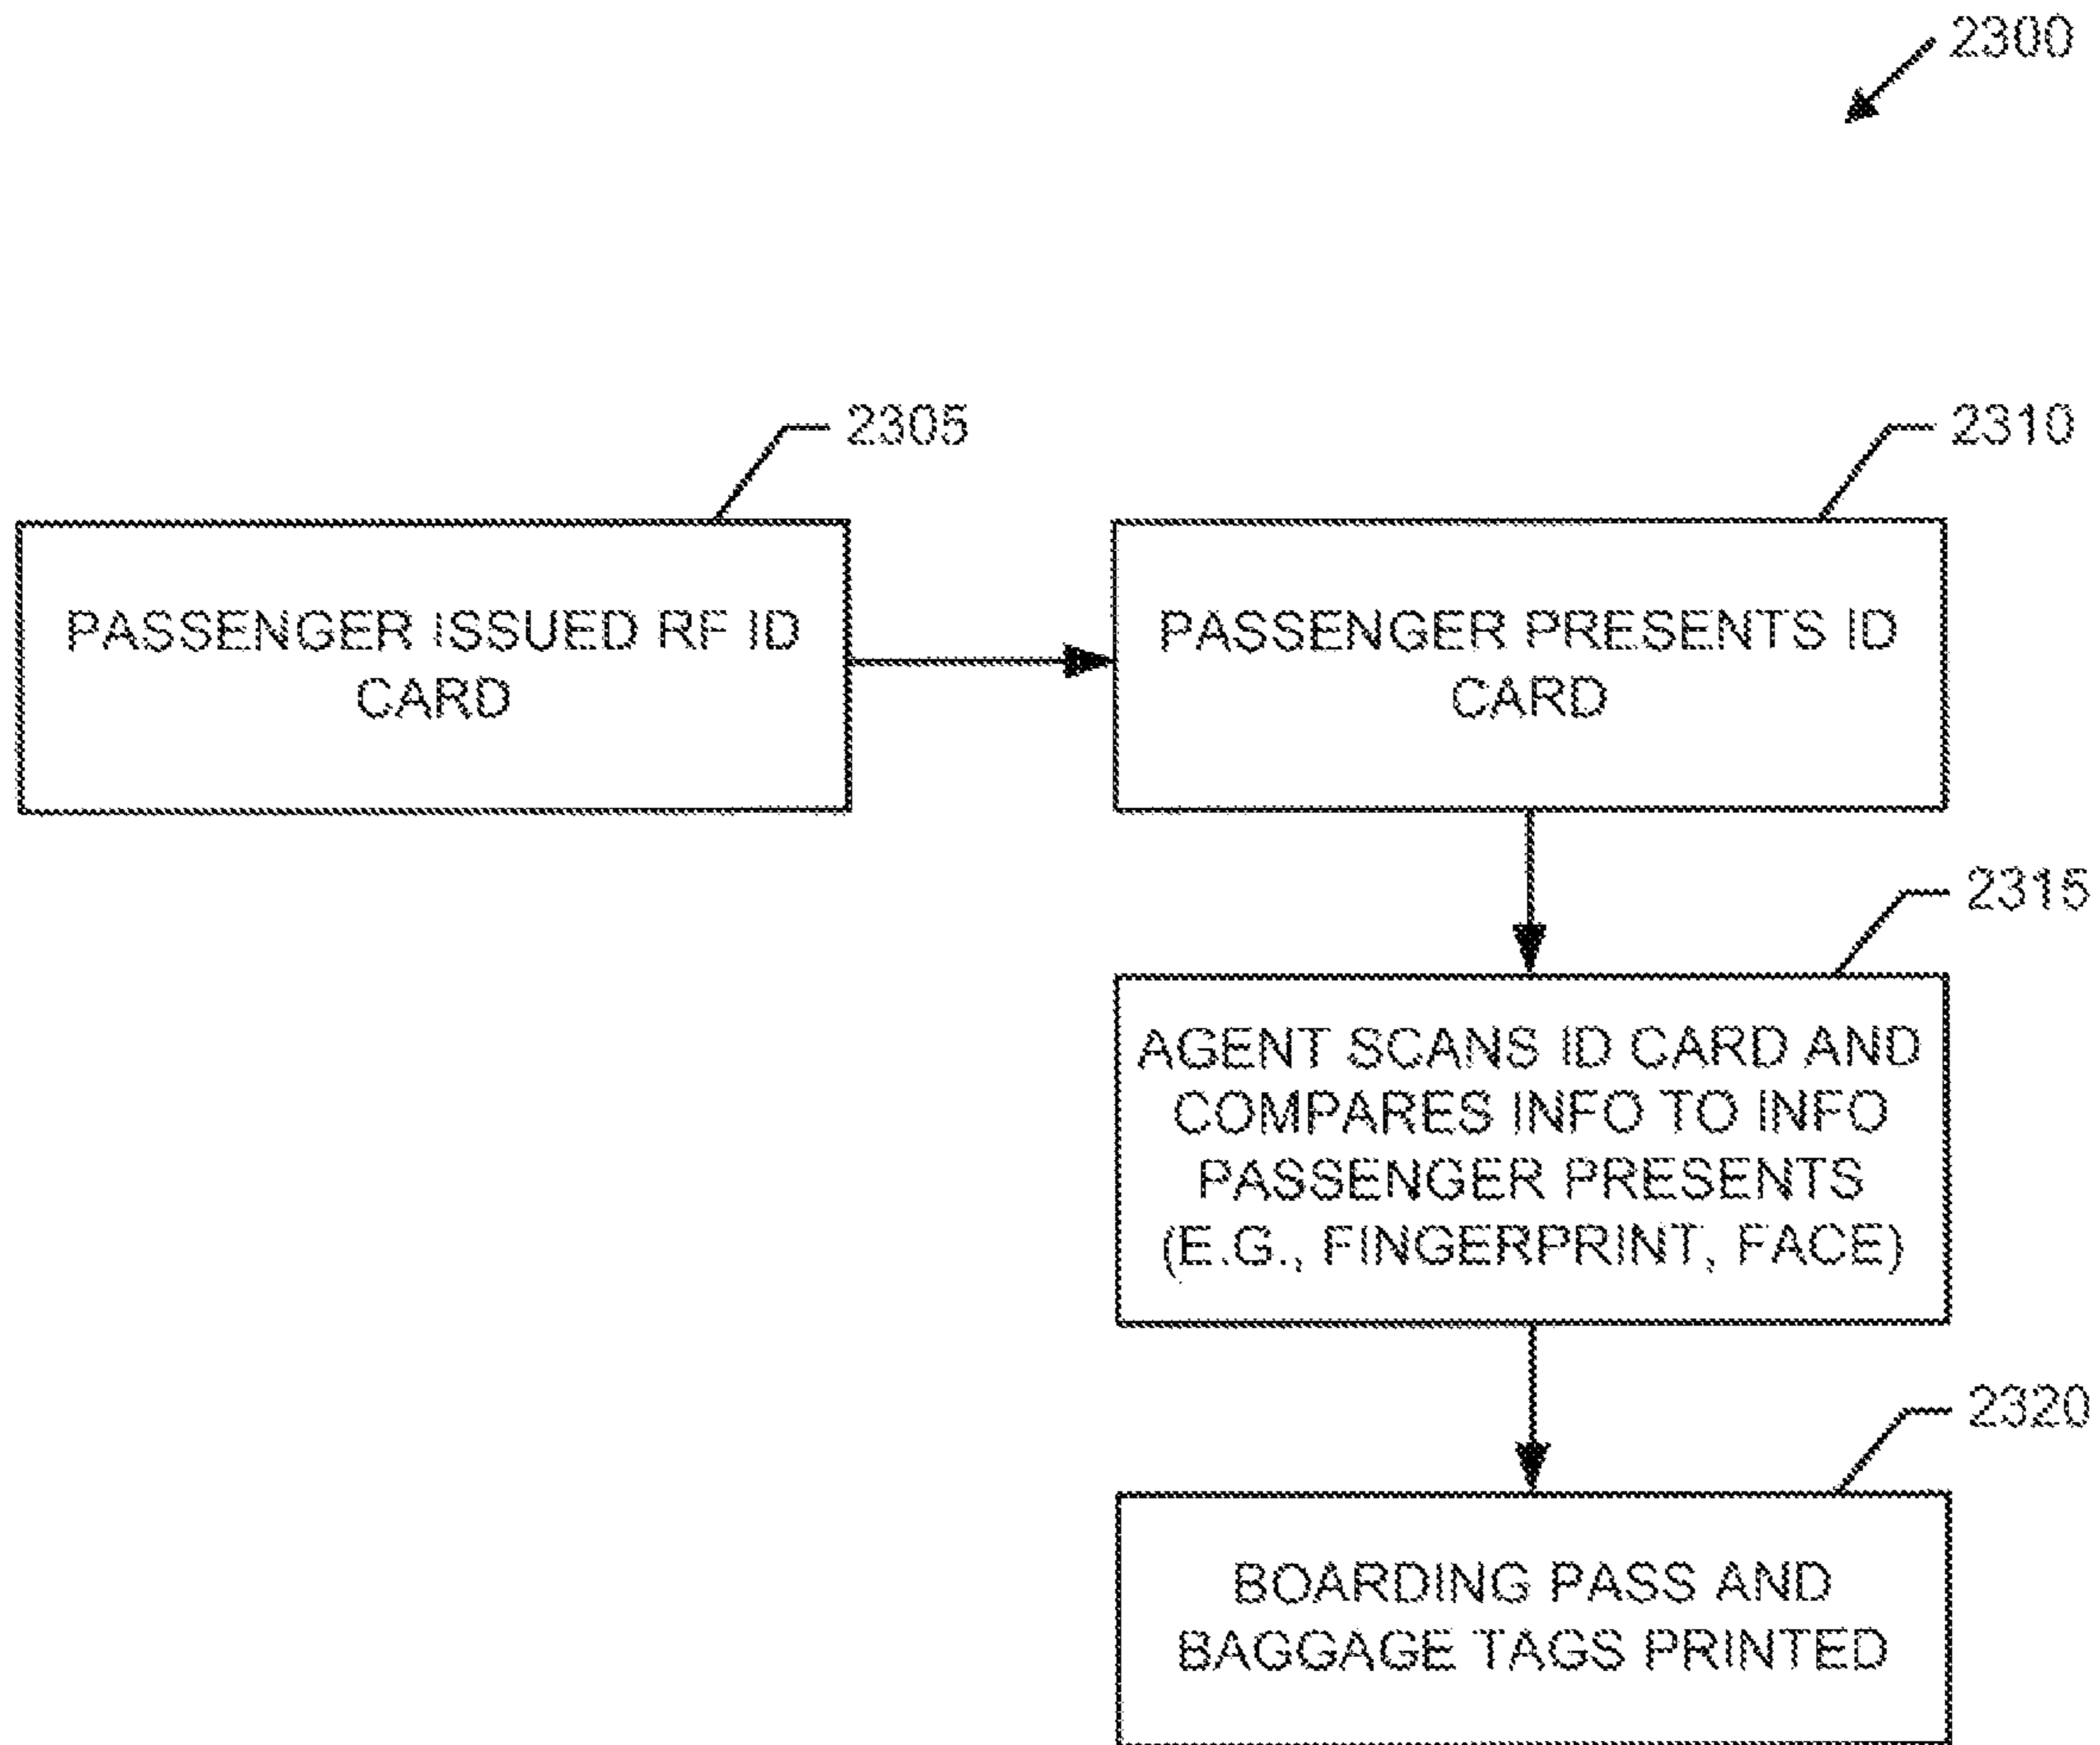 2300
2305
2310
PASSENGER ISSUED RF ID
CARD
PASSENGER PRESENTS ID
CARD
2315
AGENT SCANS ID CARD AND
COMPARES INFO TO INFO
PASSENGER PRESENTS
(E.G., FINGERPRINT, FACE)
2320
BOARDING PASS AND
BAGGAGE TAGS PRINTED